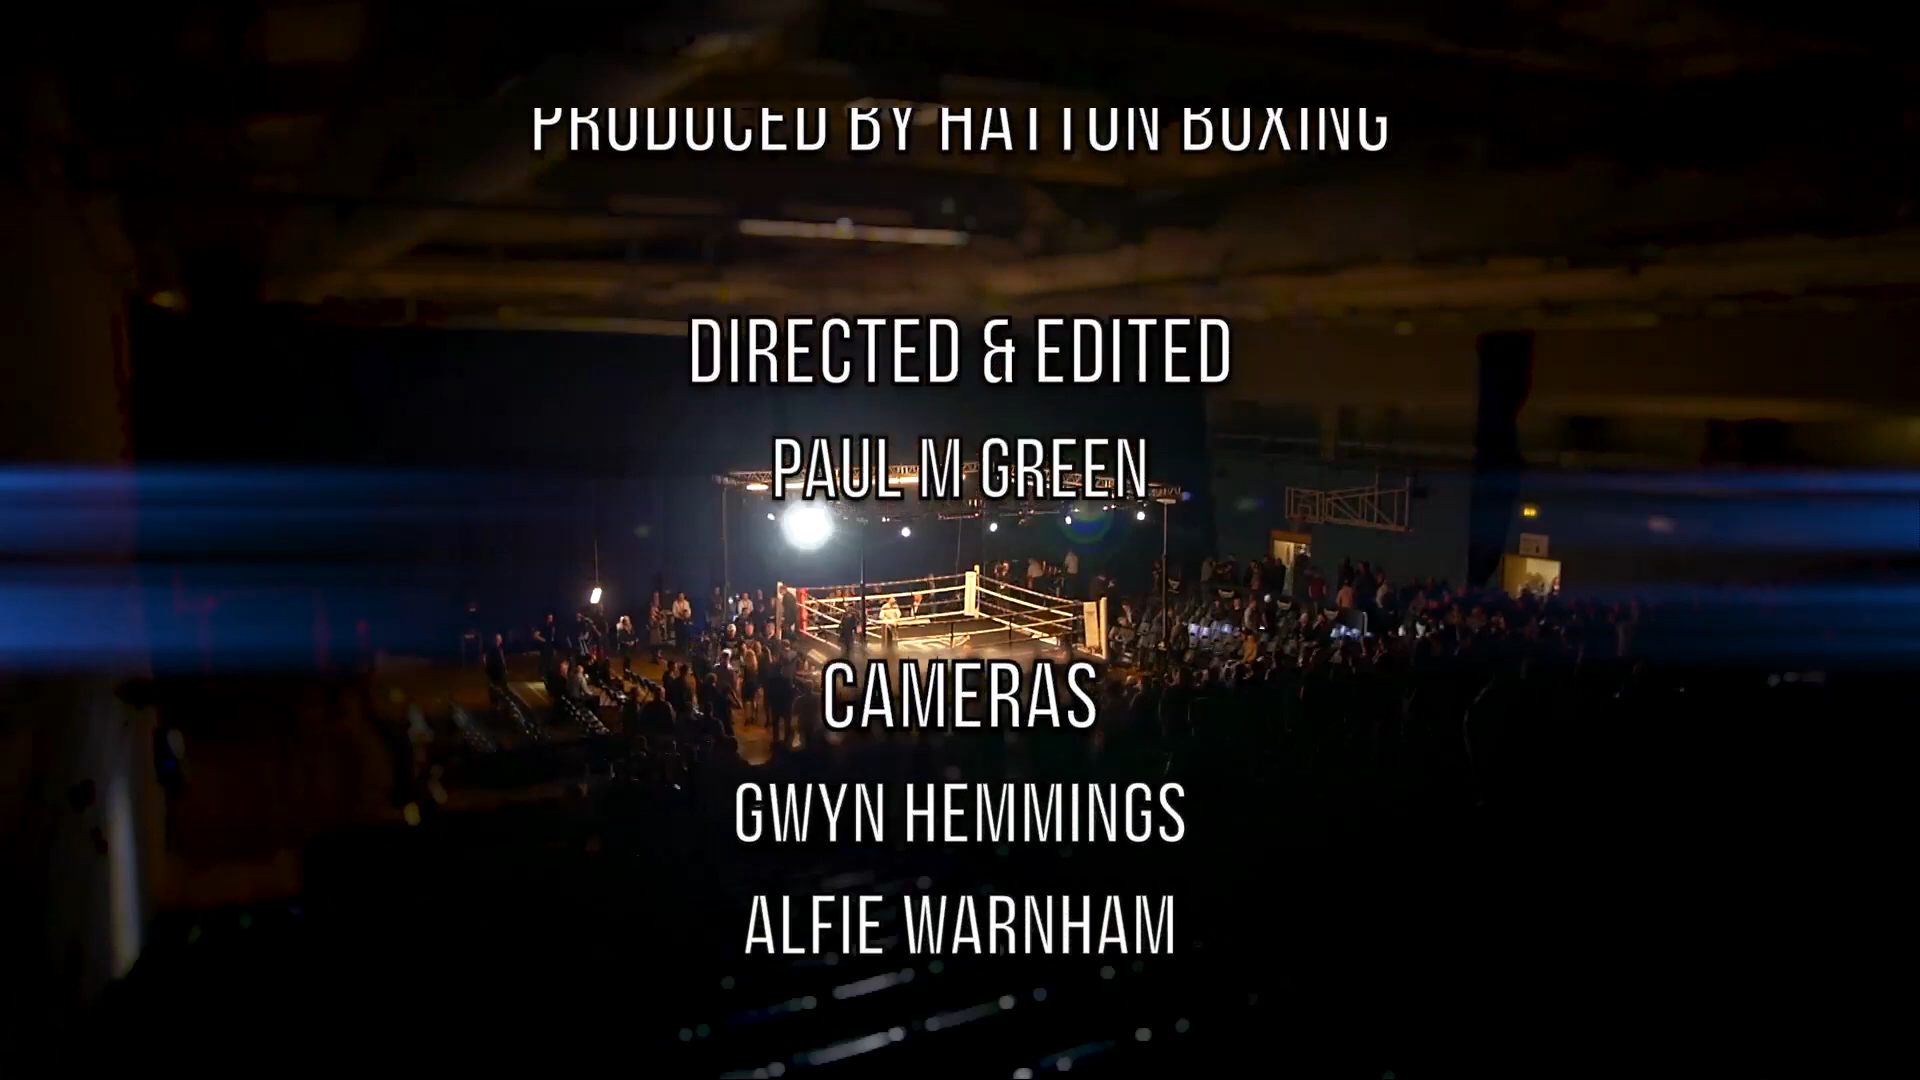 PRODUCED BY HATTON BOXING
DIRECTED & EDITED
PAUL M GREEN
CAMERAS
GWYN HEMMINGS
ALFIE WARNHAM